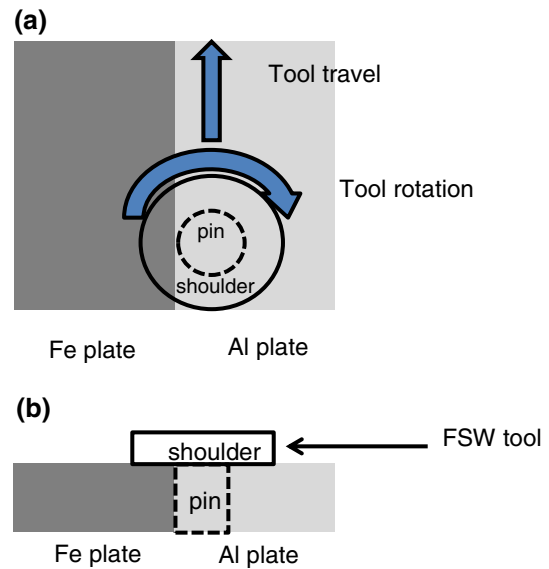 (a)
Tool travel
Tool rotation
pin
shoulder
Fe plate
Al plate
(b)
shoulder
FSW tool
pin
Fe plate
Al plate